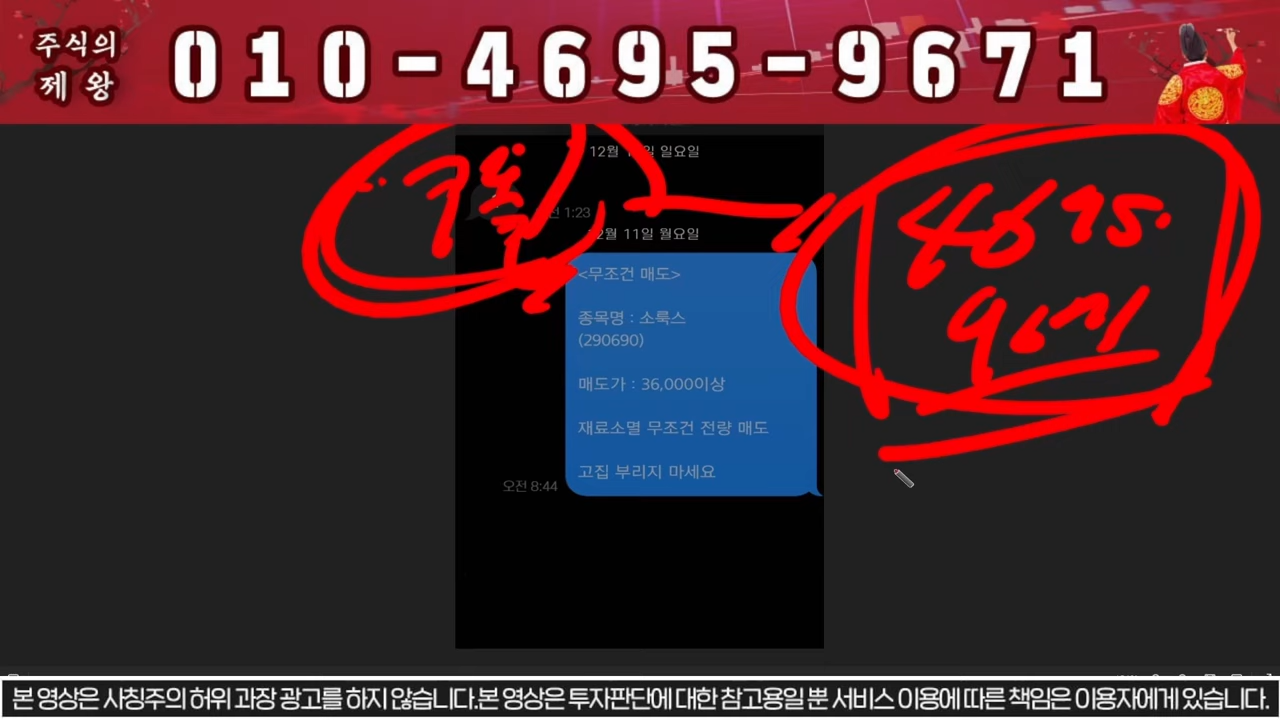 주식의
제왕
010-4695-9671
12월 일 일요일
1:23
2월 11일 월요일
4695.
9671
<무조건 매도>
종목명 : 소룩스
(290690)
매도가 : 36,000이상
재료소멸 무조건 전량 매도
고집 부리지 마세요
오전 8:44
본 영상은 사칭주의 허위 과장 광고를 하지 않습니다.본 영상은 투자판단에 대한 참고용일 뿐 서비스 이용에 따른 책임은 이용자에게 있습니다.